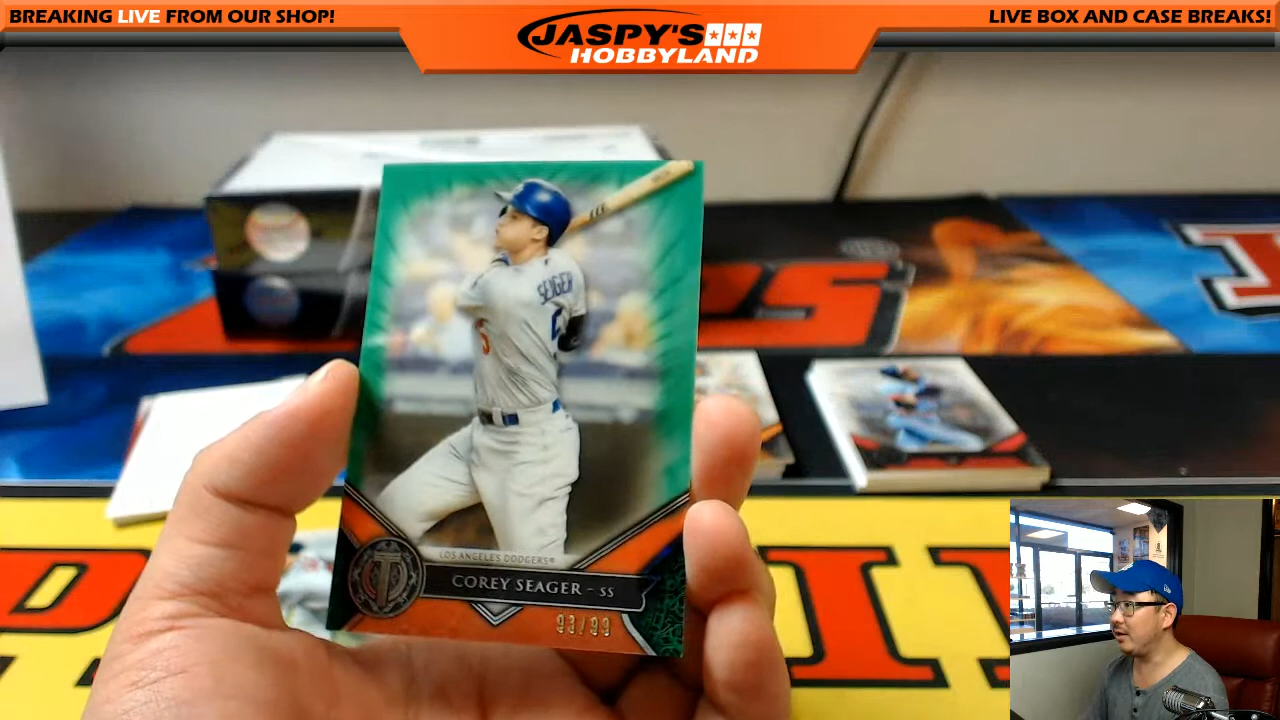 BREAKING LIVE FROM OUR SHOP!
JASPY'S
HOBBYLAND
LIVE BOX AND CASE BREAKS!
SEAGER
5
LOS ANGELES DODGERS®
COREY SEAGER - SS
93/99